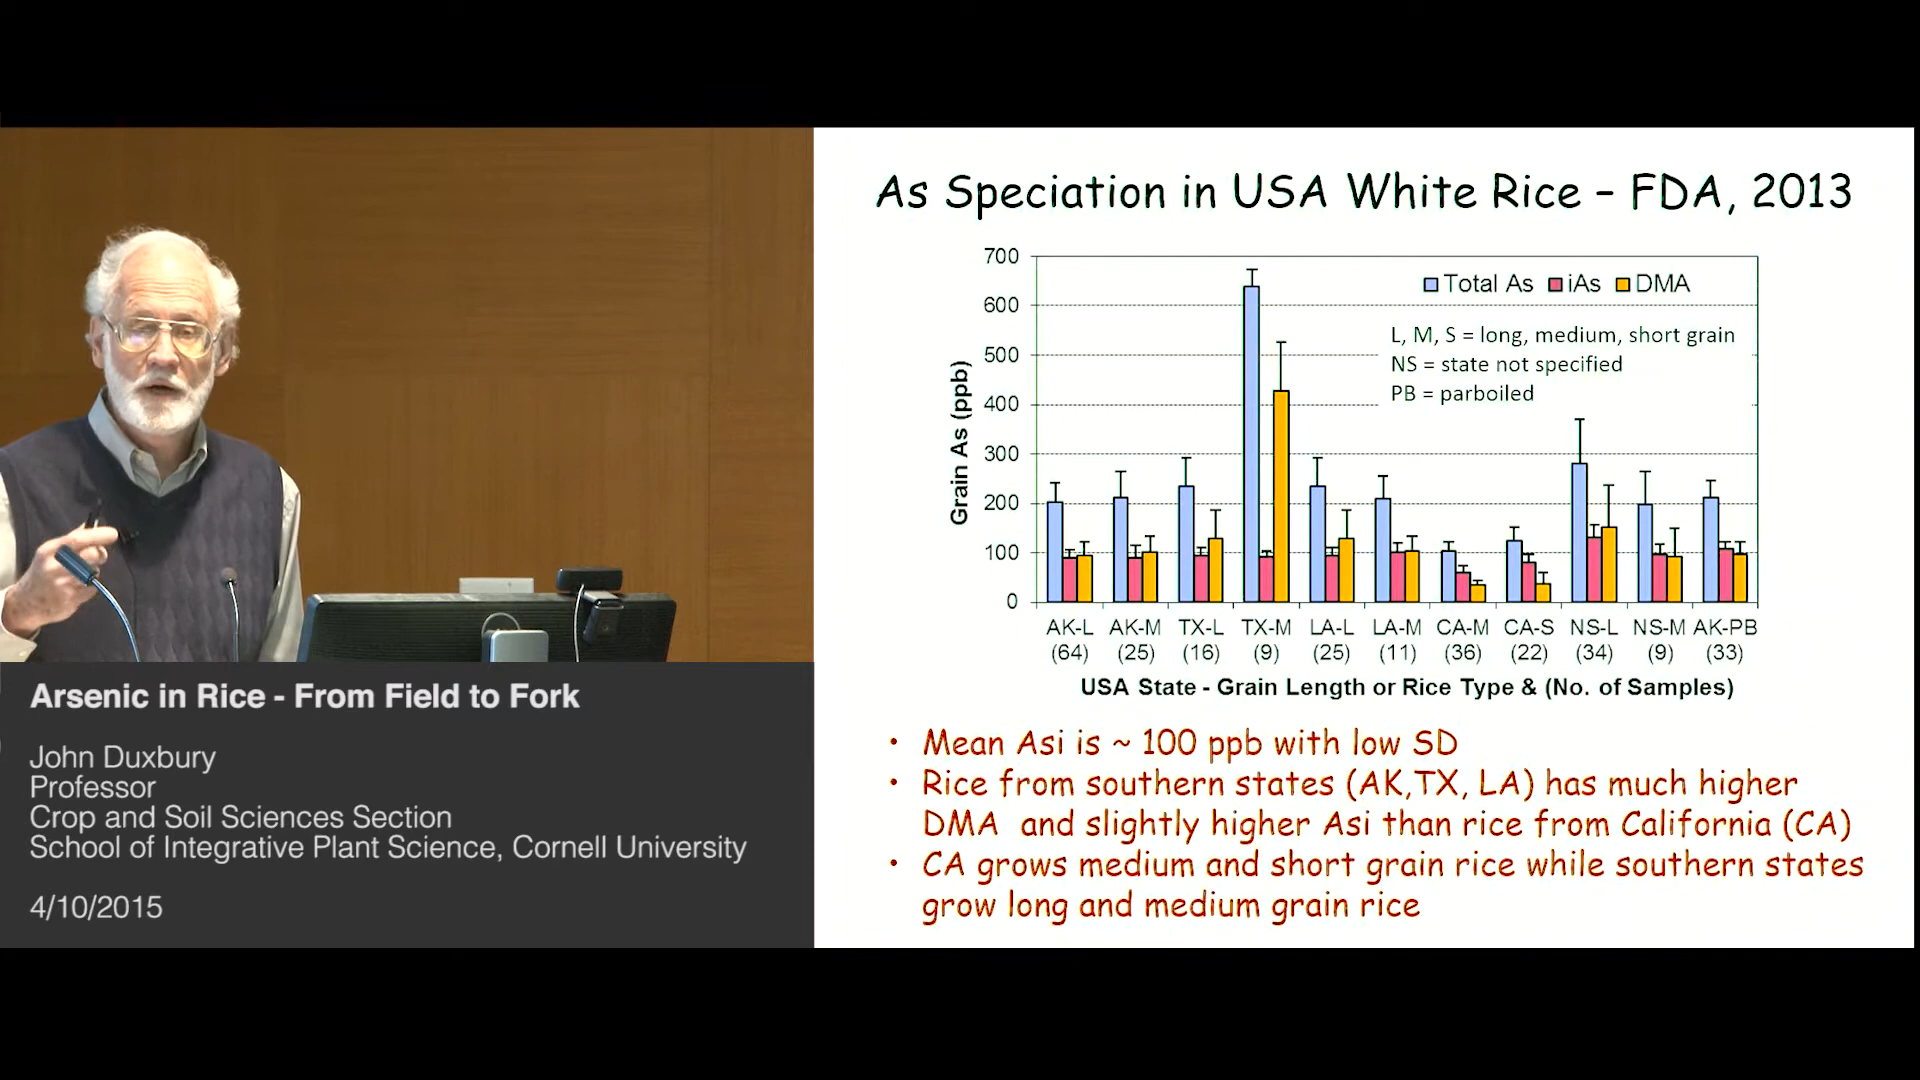 As Speciation in USA White Rice – FDA, 2013
700
600
500
400
300
200
100
0
Grain As (ppb)
Total As iAs DMA
L, M, S = long, medium, short grain
NS = state not specified
PB = parboiled
AK-L AK-M TX-L TX-M LA-L LA-M CA-M CA-S NS-L NS-M AK-PB
(64) (25) (16) (9) (25) (11) (36) (22) (34) (9) (33)
USA State - Grain Length or Rice Type & (No. of Samples)
• Mean Asi is ~ 100 ppb with low SD
• Rice from southern states (AK,TX, LA) has much higher
DMA and slightly higher Asi than rice from California (CA)
• CA grows medium and short grain rice while southern states
grow long and medium grain rice
Arsenic in Rice - From Field to Fork
John Duxbury
Professor
Crop and Soil Sciences Section
School of Integrative Plant Science, Cornell University
4/10/2015